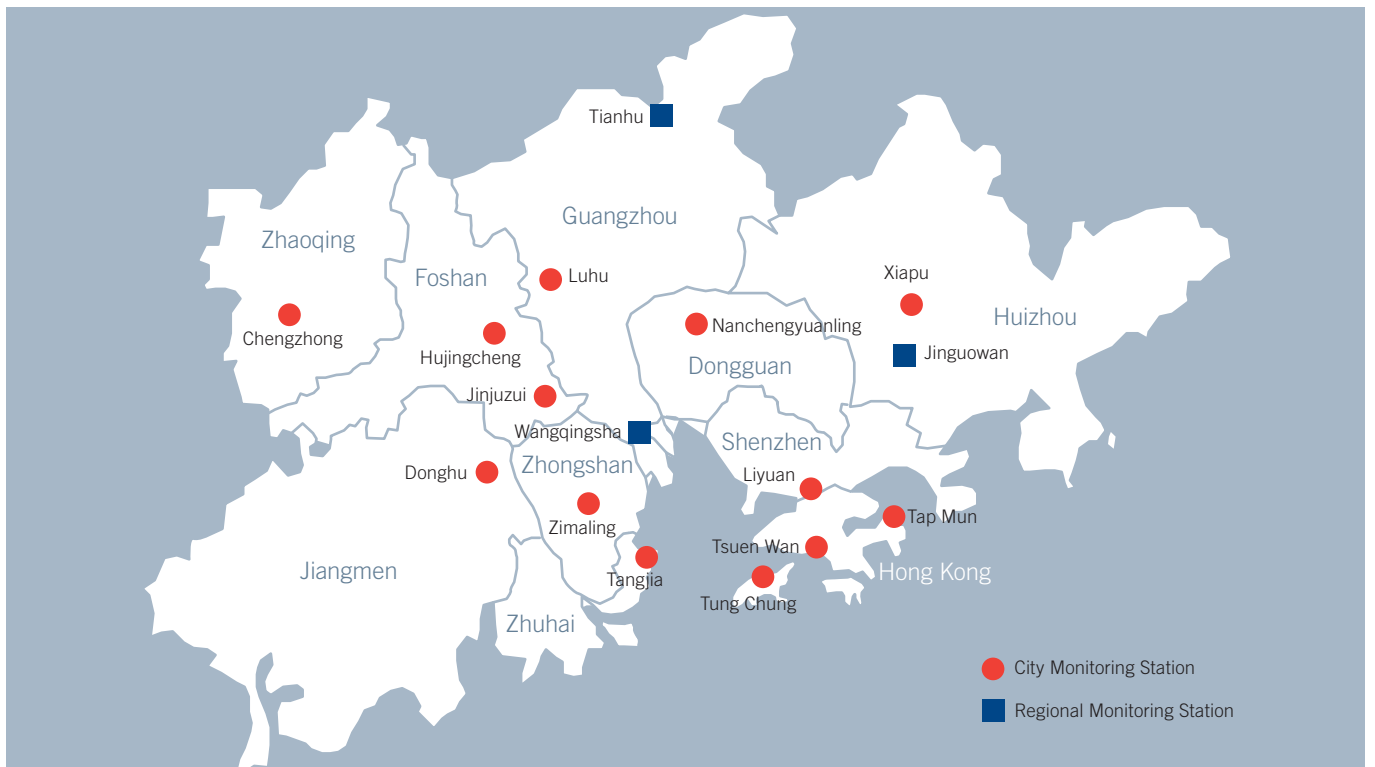 Tianhu
Guangzhou
Zhaoqing
Foshan
Luhu
Xiapu
Huizhou
Chengzhong
Nanchengyuanling
Hujingcheng
Jinguowan
Dongguan
Jinjuzui
Wangqingsha
Shenzhen
Donghu
Zhongshan
Liyuan
Zimaling
Tap Mun
Tsuen Wan
Jiangmen
Tangjia
Hong Kong
Tung Chung
Zhuhai
City Monitoring Station
Regional Monitoring Station